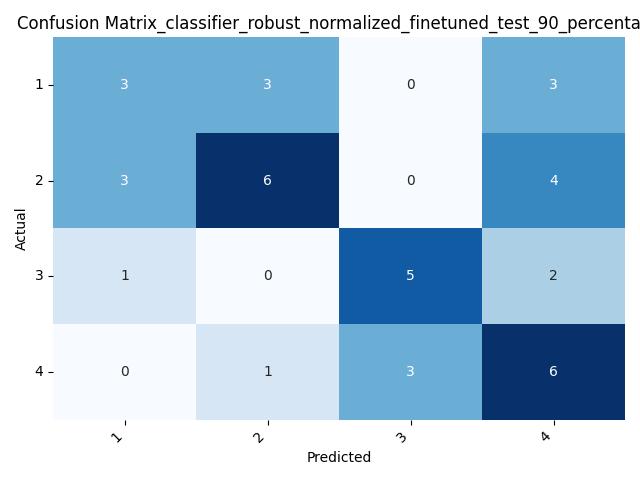 Confusion Matrix_classifier_robust_normalized_finetuned_test_90_percenta
1 3 3 0 3
2 3 6 0 4
Actual
3 1 0 5 2
4 0 1 3 6
1 2 3 4
Predicted